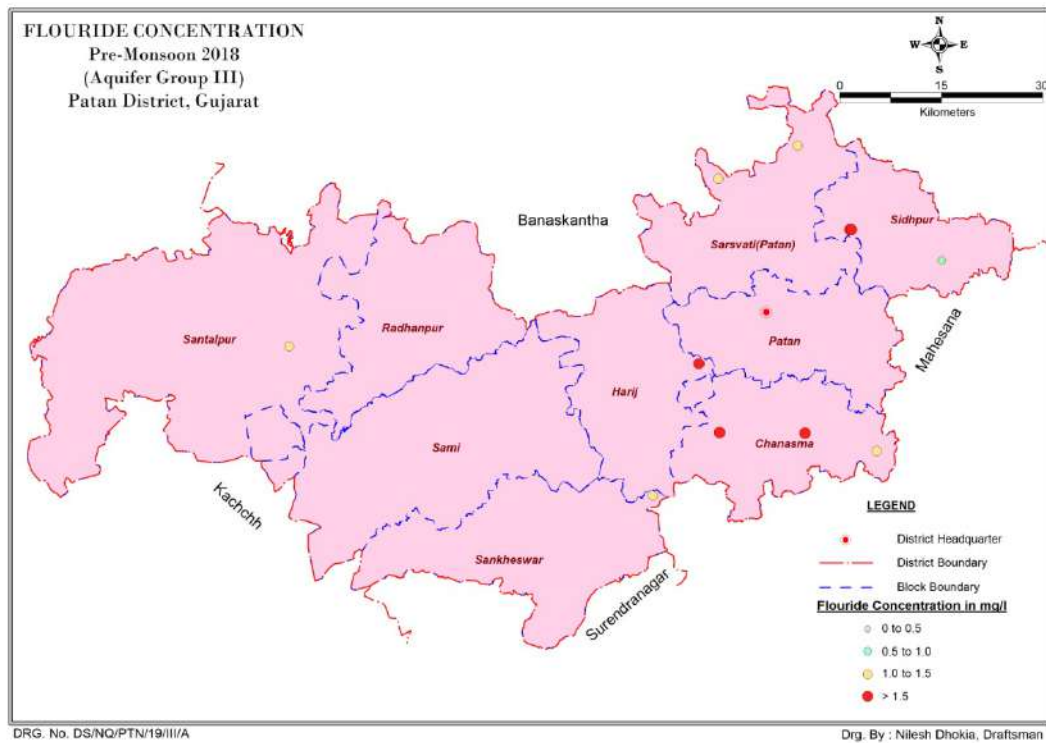 FLOURIDE CONCENTRATION
Pre-Monsoon 2018
(Aquifer Group III)
Patan District, Gujarat
N
W E
S
0 15 30
Kilometers
Banaskantha
Sidhpur
Sarsvati(Patan)
Santalpur
Radhanpur
Patan
Mahesana
Harij
Sami
Chanasma
Kachchh
Sankheswar
Surendranagar
LEGEND
District Headquarter
District Boundary
Block Boundary
Flouride Concentration in mg/l
0 to 0.5
0.5 to 1.0
1.0 to 1.5
> 1.5
DRG. No. DS/NQ/PTN/19/III/A
Drg. By : Nilesh Dhokia, Draftsman